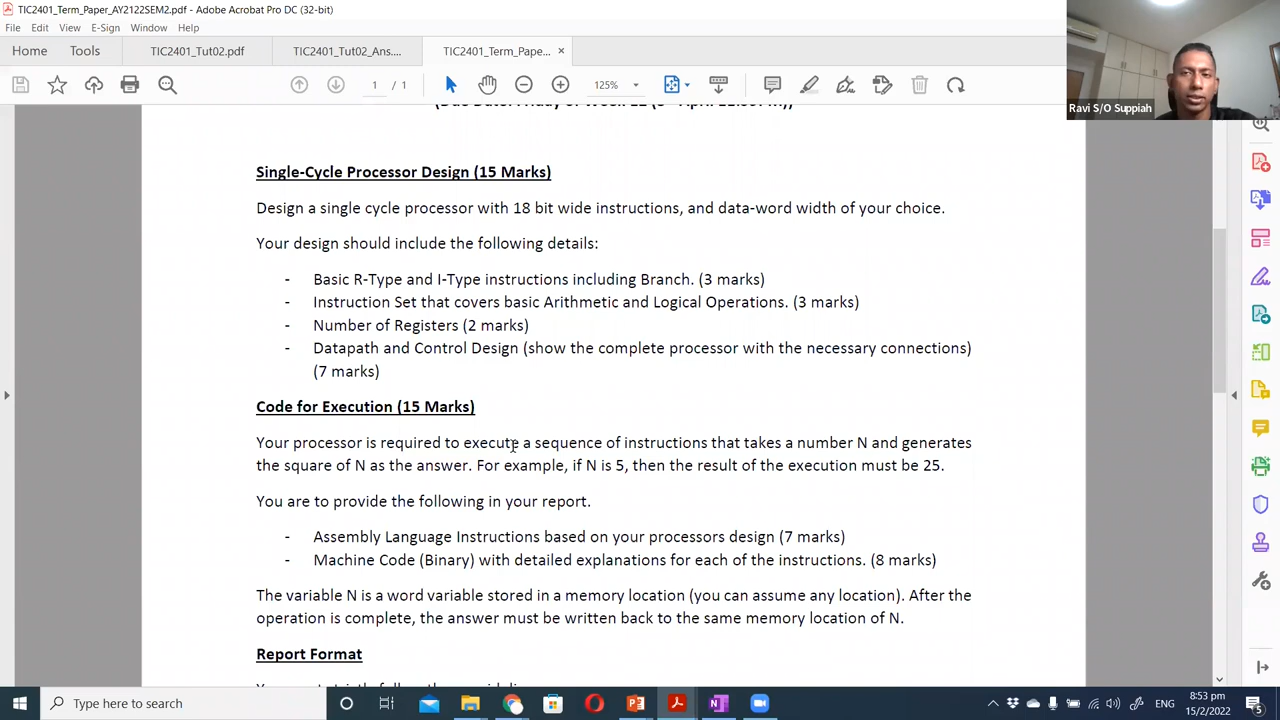 TIC2401_Term_Paper_AY2122SEM2.pdf - Adobe Acrobat Pro DC (32-bit)
File Edit View E-Sign Window Help
Home Tools TIC2401_Tut02.pdf TIC2401_Tut02_Ans.... TIC2401_Term_Pape... ×
1 / 1 125%
Ravi S/O Suppiah
Single-Cycle Processor Design (15 Marks)
Design a single cycle processor with 18 bit wide instructions, and data-word width of your choice.
Your design should include the following details:
- Basic R-Type and I-Type instructions including Branch. (3 marks)
- Instruction Set that covers basic Arithmetic and Logical Operations. (3 marks)
- Number of Registers (2 marks)
- Datapath and Control Design (show the complete processor with the necessary connections)
(7 marks)
Code for Execution (15 Marks)
Your processor is required to execute a sequence of instructions that takes a number N and generates
the square of N as the answer. For example, if N is 5, then the result of the execution must be 25.
You are to provide the following in your report.
- Assembly Language Instructions based on your processors design (7 marks)
- Machine Code (Binary) with detailed explanations for each of the instructions. (8 marks)
The variable N is a word variable stored in a memory location (you can assume any location). After the
operation is complete, the answer must be written back to the same memory location of N.
Report Format
Type here to search
ENG
8:53 pm
15/2/2022
5